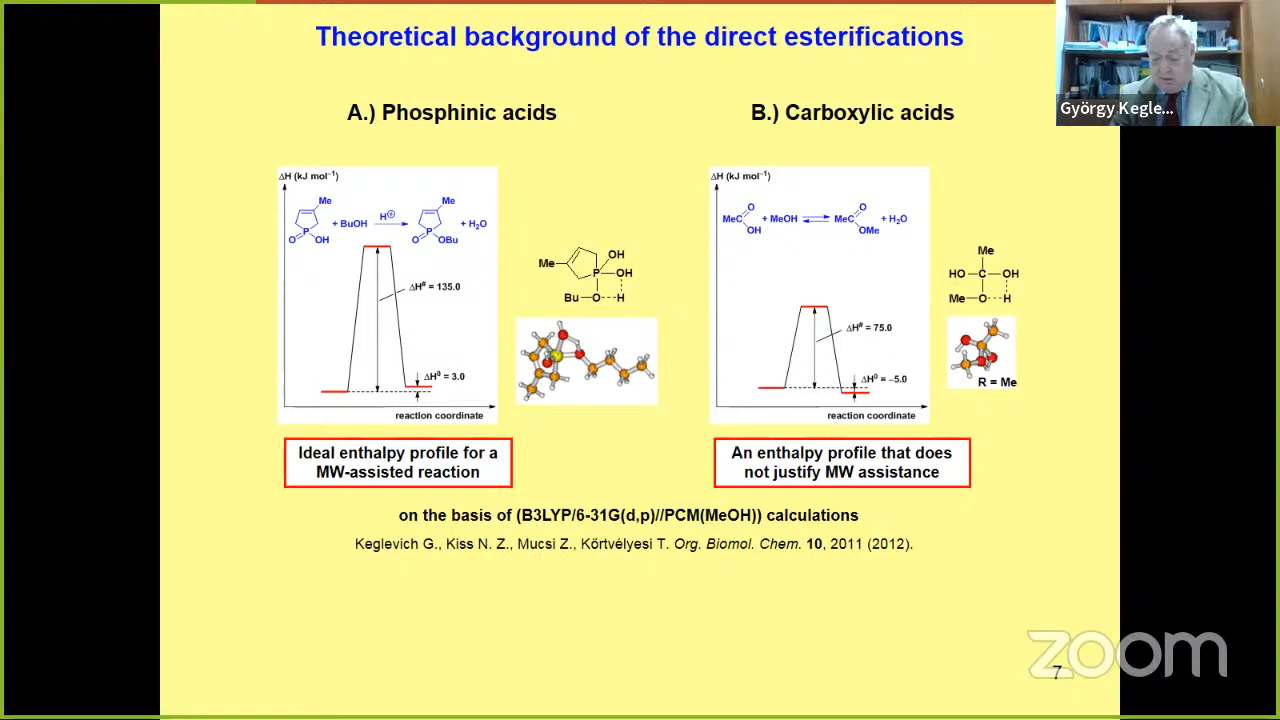 Theoretical background of the direct esterifications
György Kegle...
A.) Phosphinic acids
B.) Carboxylic acids
ΔH (kJ mol⁻¹)
Me
Me
P
O
OH
+ BuOH
H⊕
P
O
OBu
+ H₂O
ΔH# = 135.0
ΔH⁰ = 3.0
reaction coordinate
Me
OH
P
OH
Bu
O
H
ΔH (kJ mol⁻¹)
MeC
O
OH
+ MeOH
MeC
O
OMe
+ H₂O
ΔH# = 75.0
ΔH⁰ = –5.0
reaction coordinate
Me
HO
C
OH
Me
O
H
R = Me
Ideal enthalpy profile for a
MW-assisted reaction
An enthalpy profile that does
not justify MW assistance
on the basis of (B3LYP/6-31G(d,p)//PCM(MeOH)) calculations
Keglevich G., Kiss N. Z., Mucsi Z., Körtvélyesi T. Org. Biomol. Chem. 10, 2011 (2012).
zoom
7